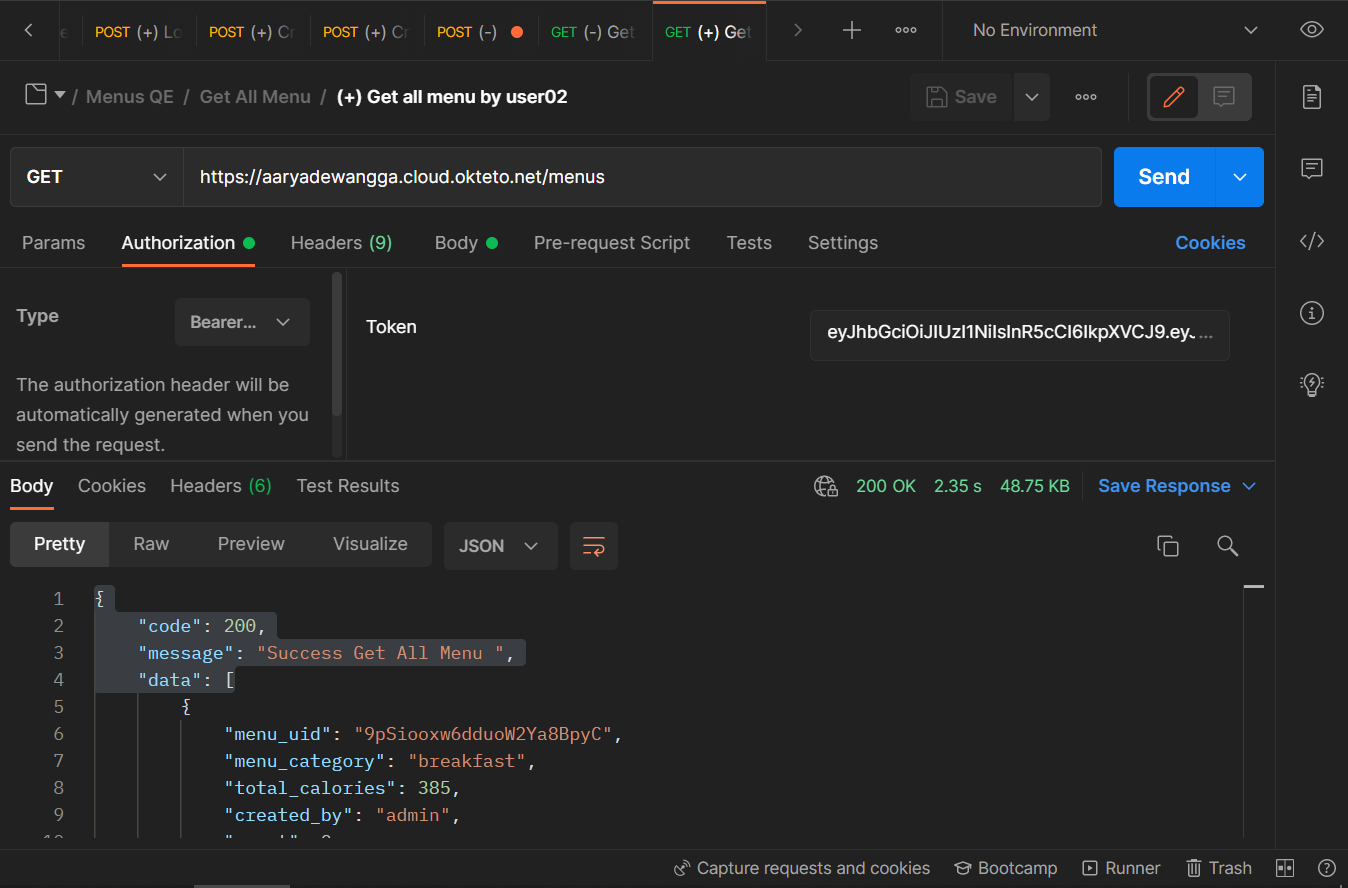 POST (+) Lo
POST (+) Cr
POST (+) Cr
POST (-)
GET (-) Get
GET (+) Get
No Environment
/ Menus QE / Get All Menu / (+) Get all menu by user02
Save
GET
https://aaryadewangga.cloud.okteto.net/menus
Send
Params
Authorization
Headers (9)
Body
Pre-request Script
Tests
Settings
Cookies
Type
Bearer...
The authorization header will be
automatically generated when you
send the request.
Token
eyJhbGciOiJIUzI1NiIsInR5cCI6IkpXVCJ9.eyJ...
Body
Cookies
Headers (6)
Test Results
200 OK
2.35 s
48.75 KB
Save Response
Pretty
Raw
Preview
Visualize
JSON
1 {
2 "code": 200,
3 "message": "Success Get All Menu ",
4 "data": [
5 {
6 "menu_uid": "9pSiooxw6dduoW2Ya8BpyC",
7 "menu_category": "breakfast",
8 "total_calories": 385,
9 "created_by": "admin",
Capture requests and cookies
Bootcamp
Runner
Trash